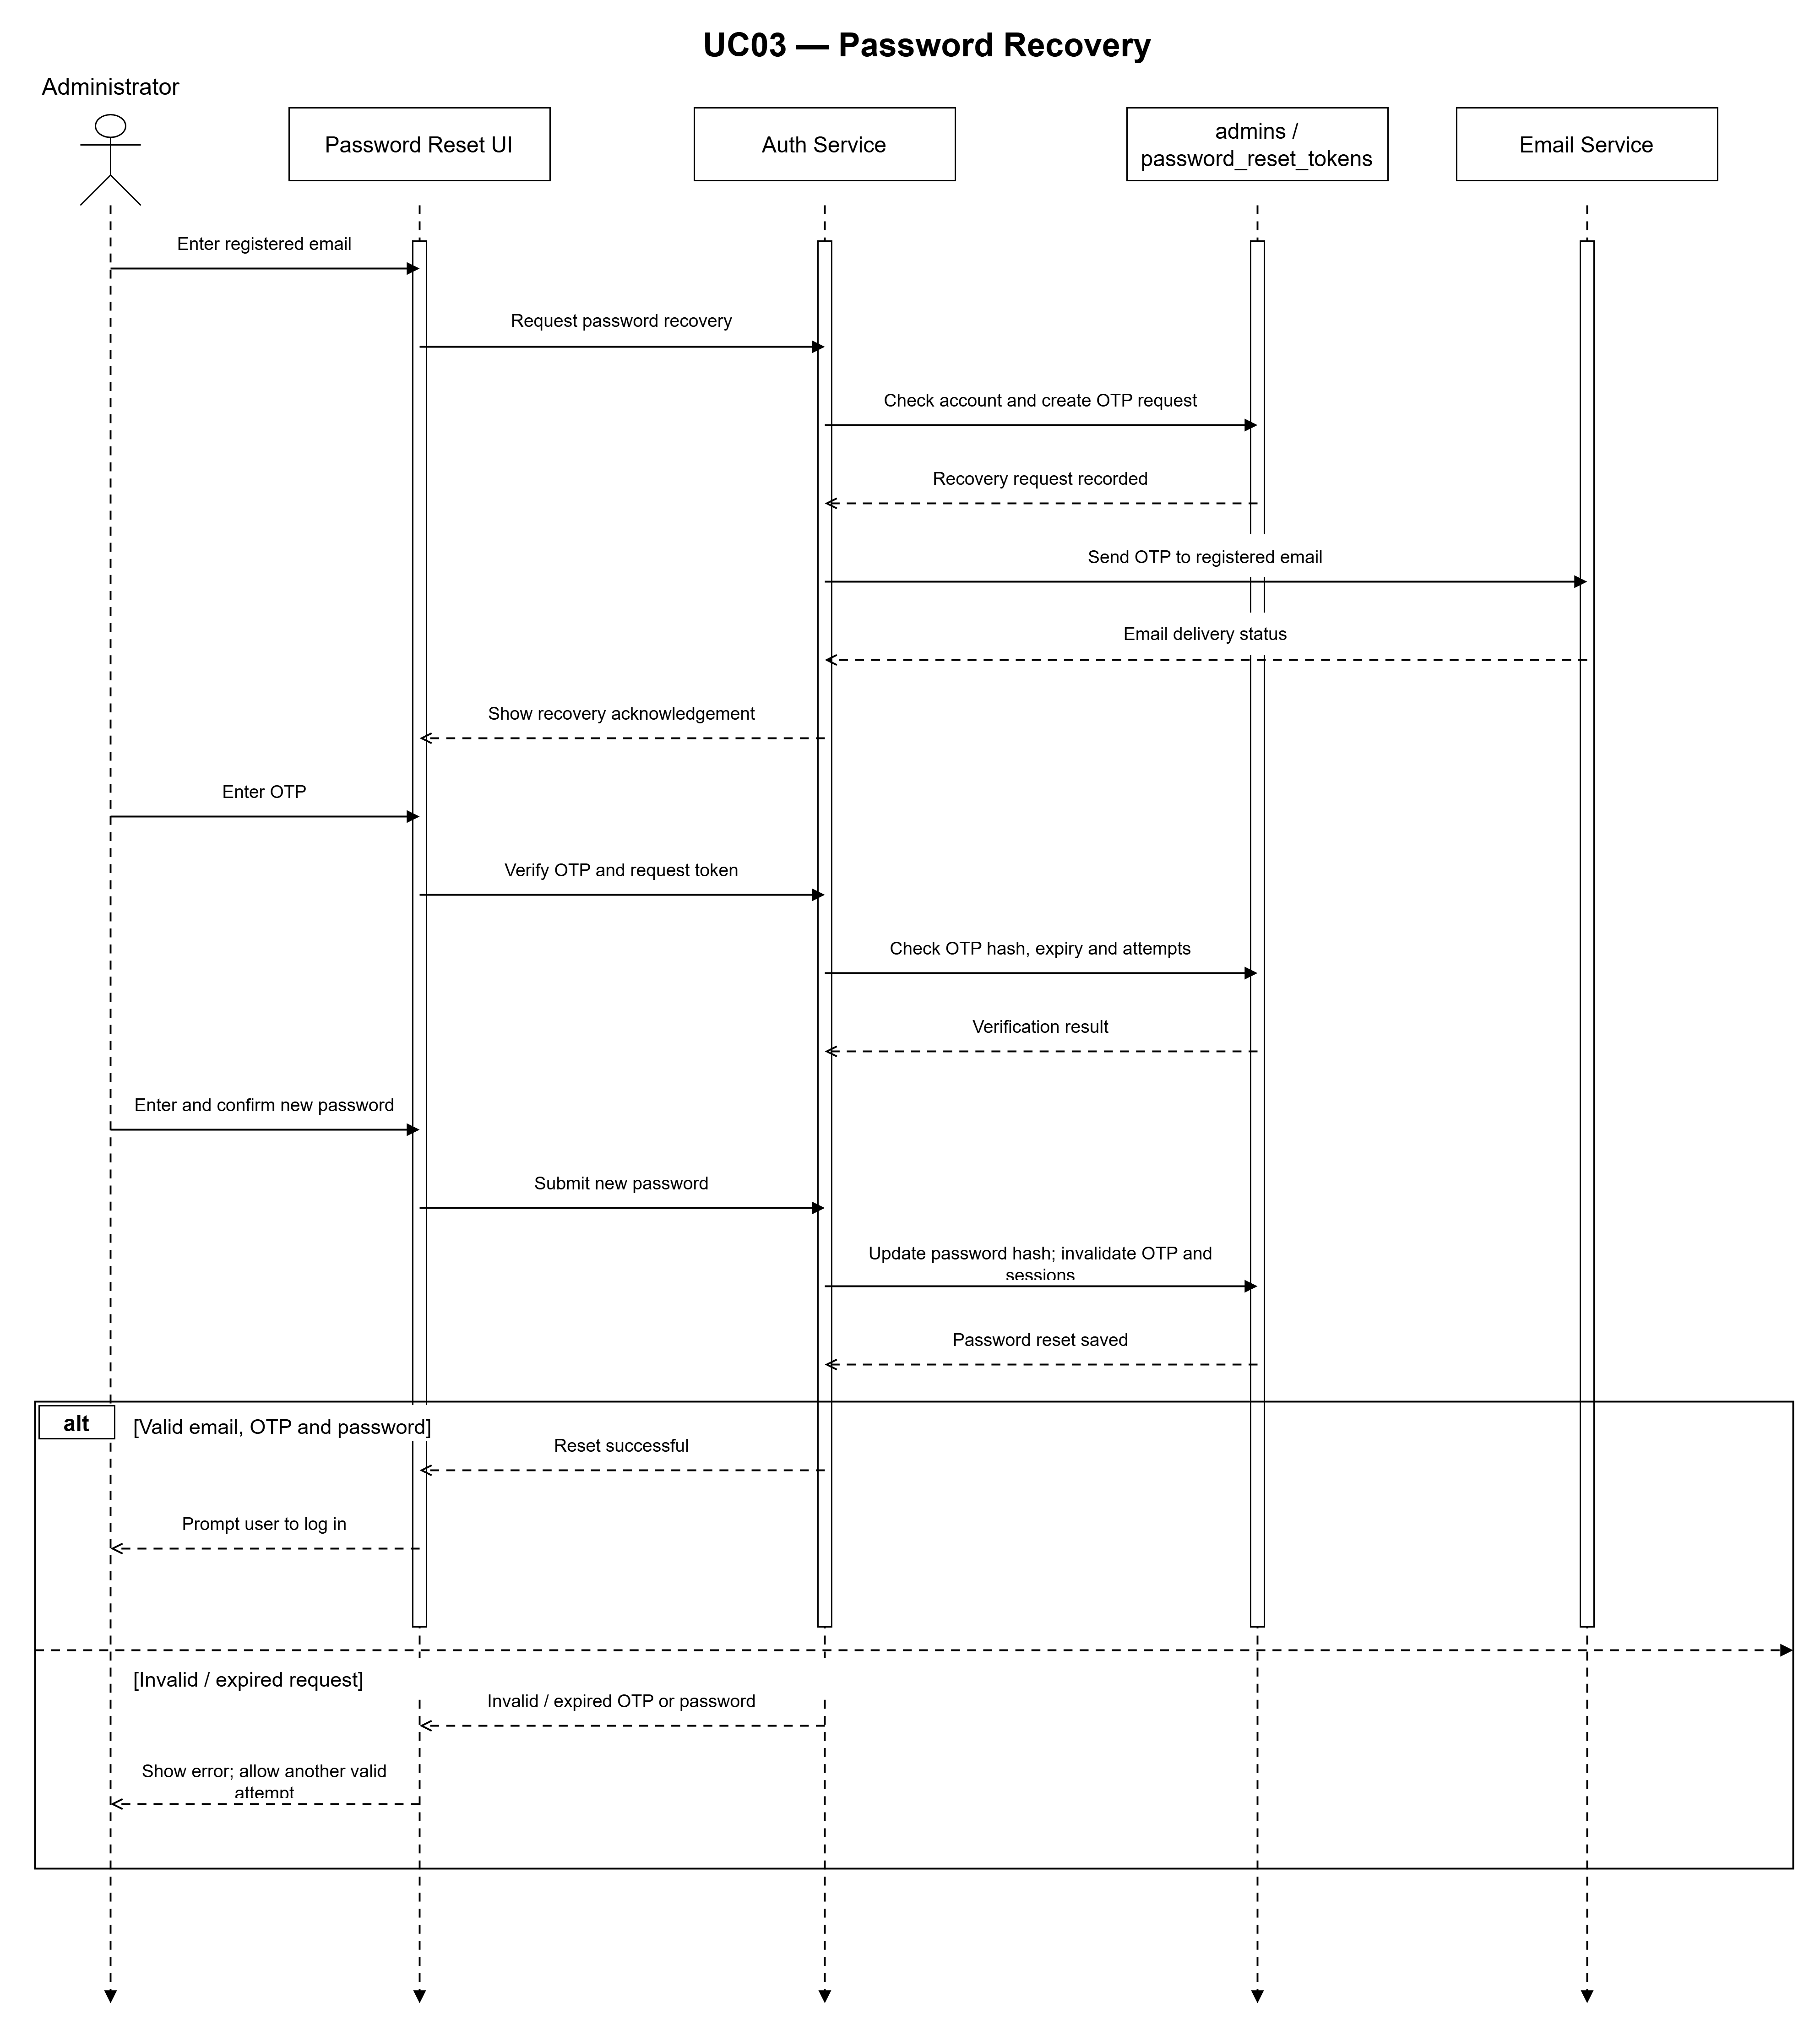 UC03 — Password Recovery
Administrator
Password Reset UI
Auth Service
admins /
password_reset_tokens
Email Service
Enter registered email
Request password recovery
Check account and create OTP request
Recovery request recorded
Send OTP to registered email
Email delivery status
Show recovery acknowledgement
Enter OTP
Verify OTP and request token
Check OTP hash, expiry and attempts
Verification result
Enter and confirm new password
Submit new password
Update password hash; invalidate OTP and
sessions
Password reset saved
alt
[Valid email, OTP and password]
Reset successful
Prompt user to log in
[Invalid / expired request]
Invalid / expired OTP or password
Show error; allow another valid
attempt